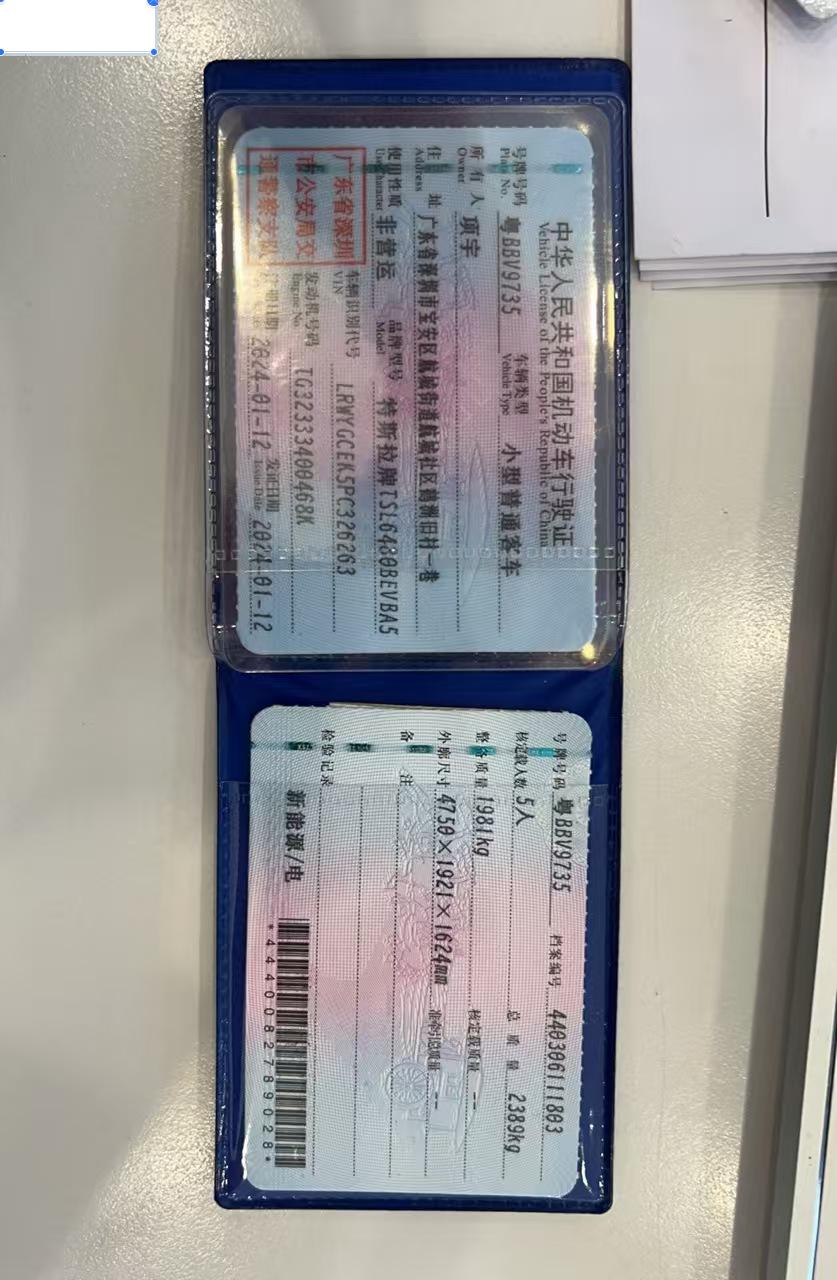 中华人民共和国机动车行驶证
Vehicle License of the People's Republic of China
号牌号码 粤BBV9735 车辆类型 小型普通客车
Plate No. Vehicle Type
所有人 项宇
Owner
住址 广东省深圳市宝安区航城街道航城社区鹤洲旧村一巷
Address
使用性质 非营运 品牌型号 特斯拉牌TSL6480BEVBA5
Use Character Model
广东省深圳
市公安局交
通警察支队
车辆识别代号 LRWYGCEK5PC326263
VIN
发动机号码 TG32333400468K
Engine No.
注册日期 2024-01-12 发证日期 2024-01-12
Issue Date
号牌号码 粤BBV9735 档案编号 440306111803
核定载人数 5人 总质量 2389kg
整备质量 1981kg 核定载质量 --
外廓尺寸 4750×1921×1624mm 准牵引总质量 --
备注
检验记录
新能源/电
*4440082789028*